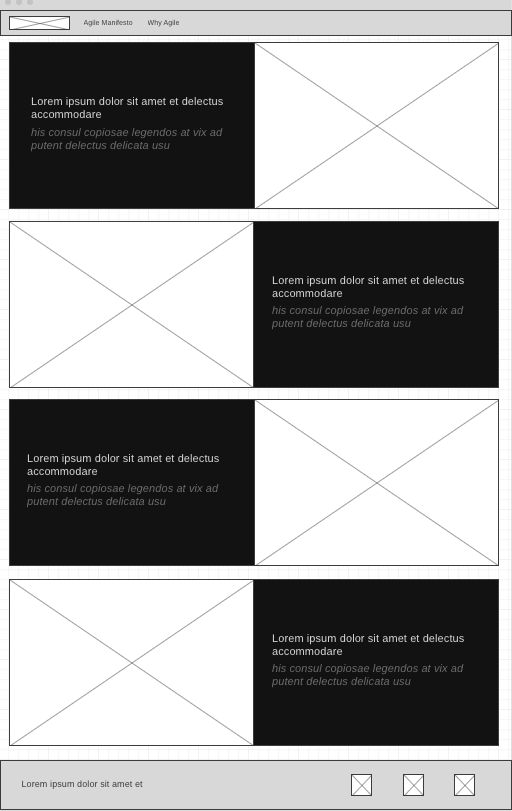 Agile Manifesto Why Agile
Lorem ipsum dolor sit amet et delectus
accommodare
his consul copiosae legendos at vix ad
putent delectus delicata usu
Lorem ipsum dolor sit amet et delectus
accommodare
his consul copiosae legendos at vix ad
putent delectus delicata usu
Lorem ipsum dolor sit amet et delectus
accommodare
his consul copiosae legendos at vix ad
putent delectus delicata usu
Lorem ipsum dolor sit amet et delectus
accommodare
his consul copiosae legendos at vix ad
putent delectus delicata usu
Lorem ipsum dolor sit amet et